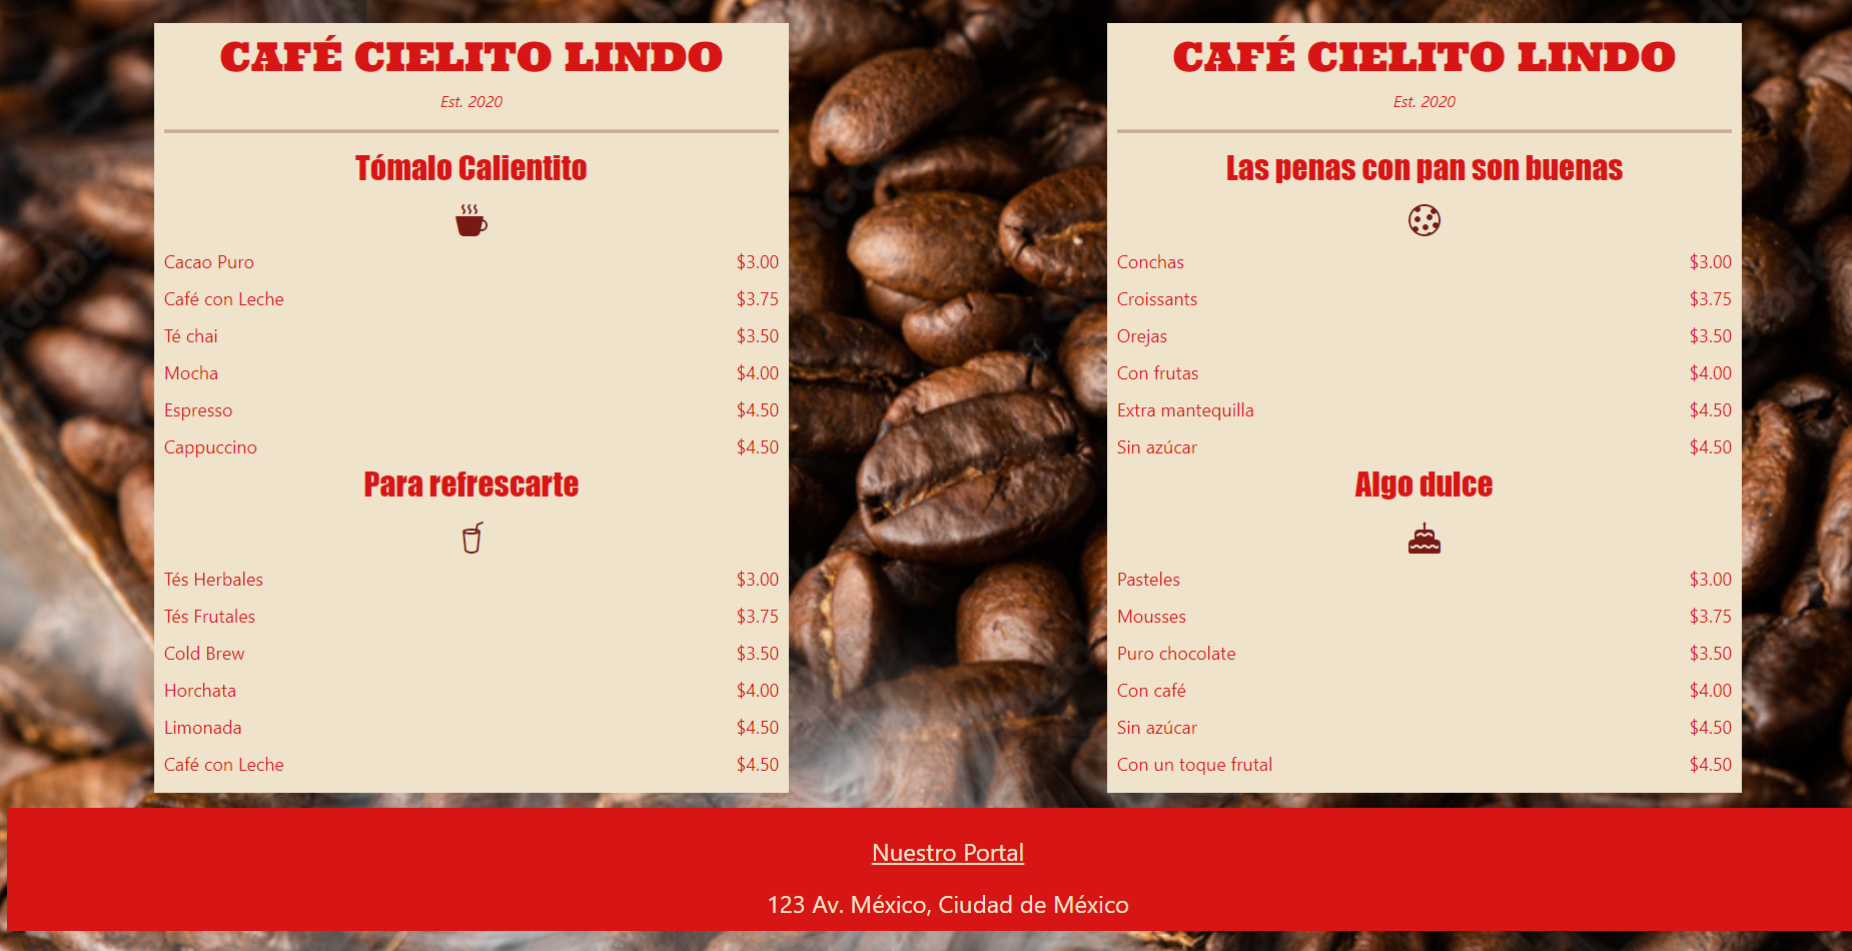 CAFÉ CIELITO LINDO
Est. 2020
Tómalo Calientito
Cacao Puro $3.00
Café con Leche $3.75
Té chai $3.50
Mocha $4.00
Espresso $4.50
Cappuccino $4.50
Para refrescarte
Tés Herbales $3.00
Tés Frutales $3.75
Cold Brew $3.50
Horchata $4.00
Limonada $4.50
Café con Leche $4.50
CAFÉ CIELITO LINDO
Est. 2020
Las penas con pan son buenas
Conchas $3.00
Croissants $3.75
Orejas $3.50
Con frutas $4.00
Extra mantequilla $4.50
Sin azúcar $4.50
Algo dulce
Pasteles $3.00
Mousses $3.75
Puro chocolate $3.50
Con café $4.00
Sin azúcar $4.50
Con un toque frutal $4.50
Nuestro Portal
123 Av. México, Ciudad de México